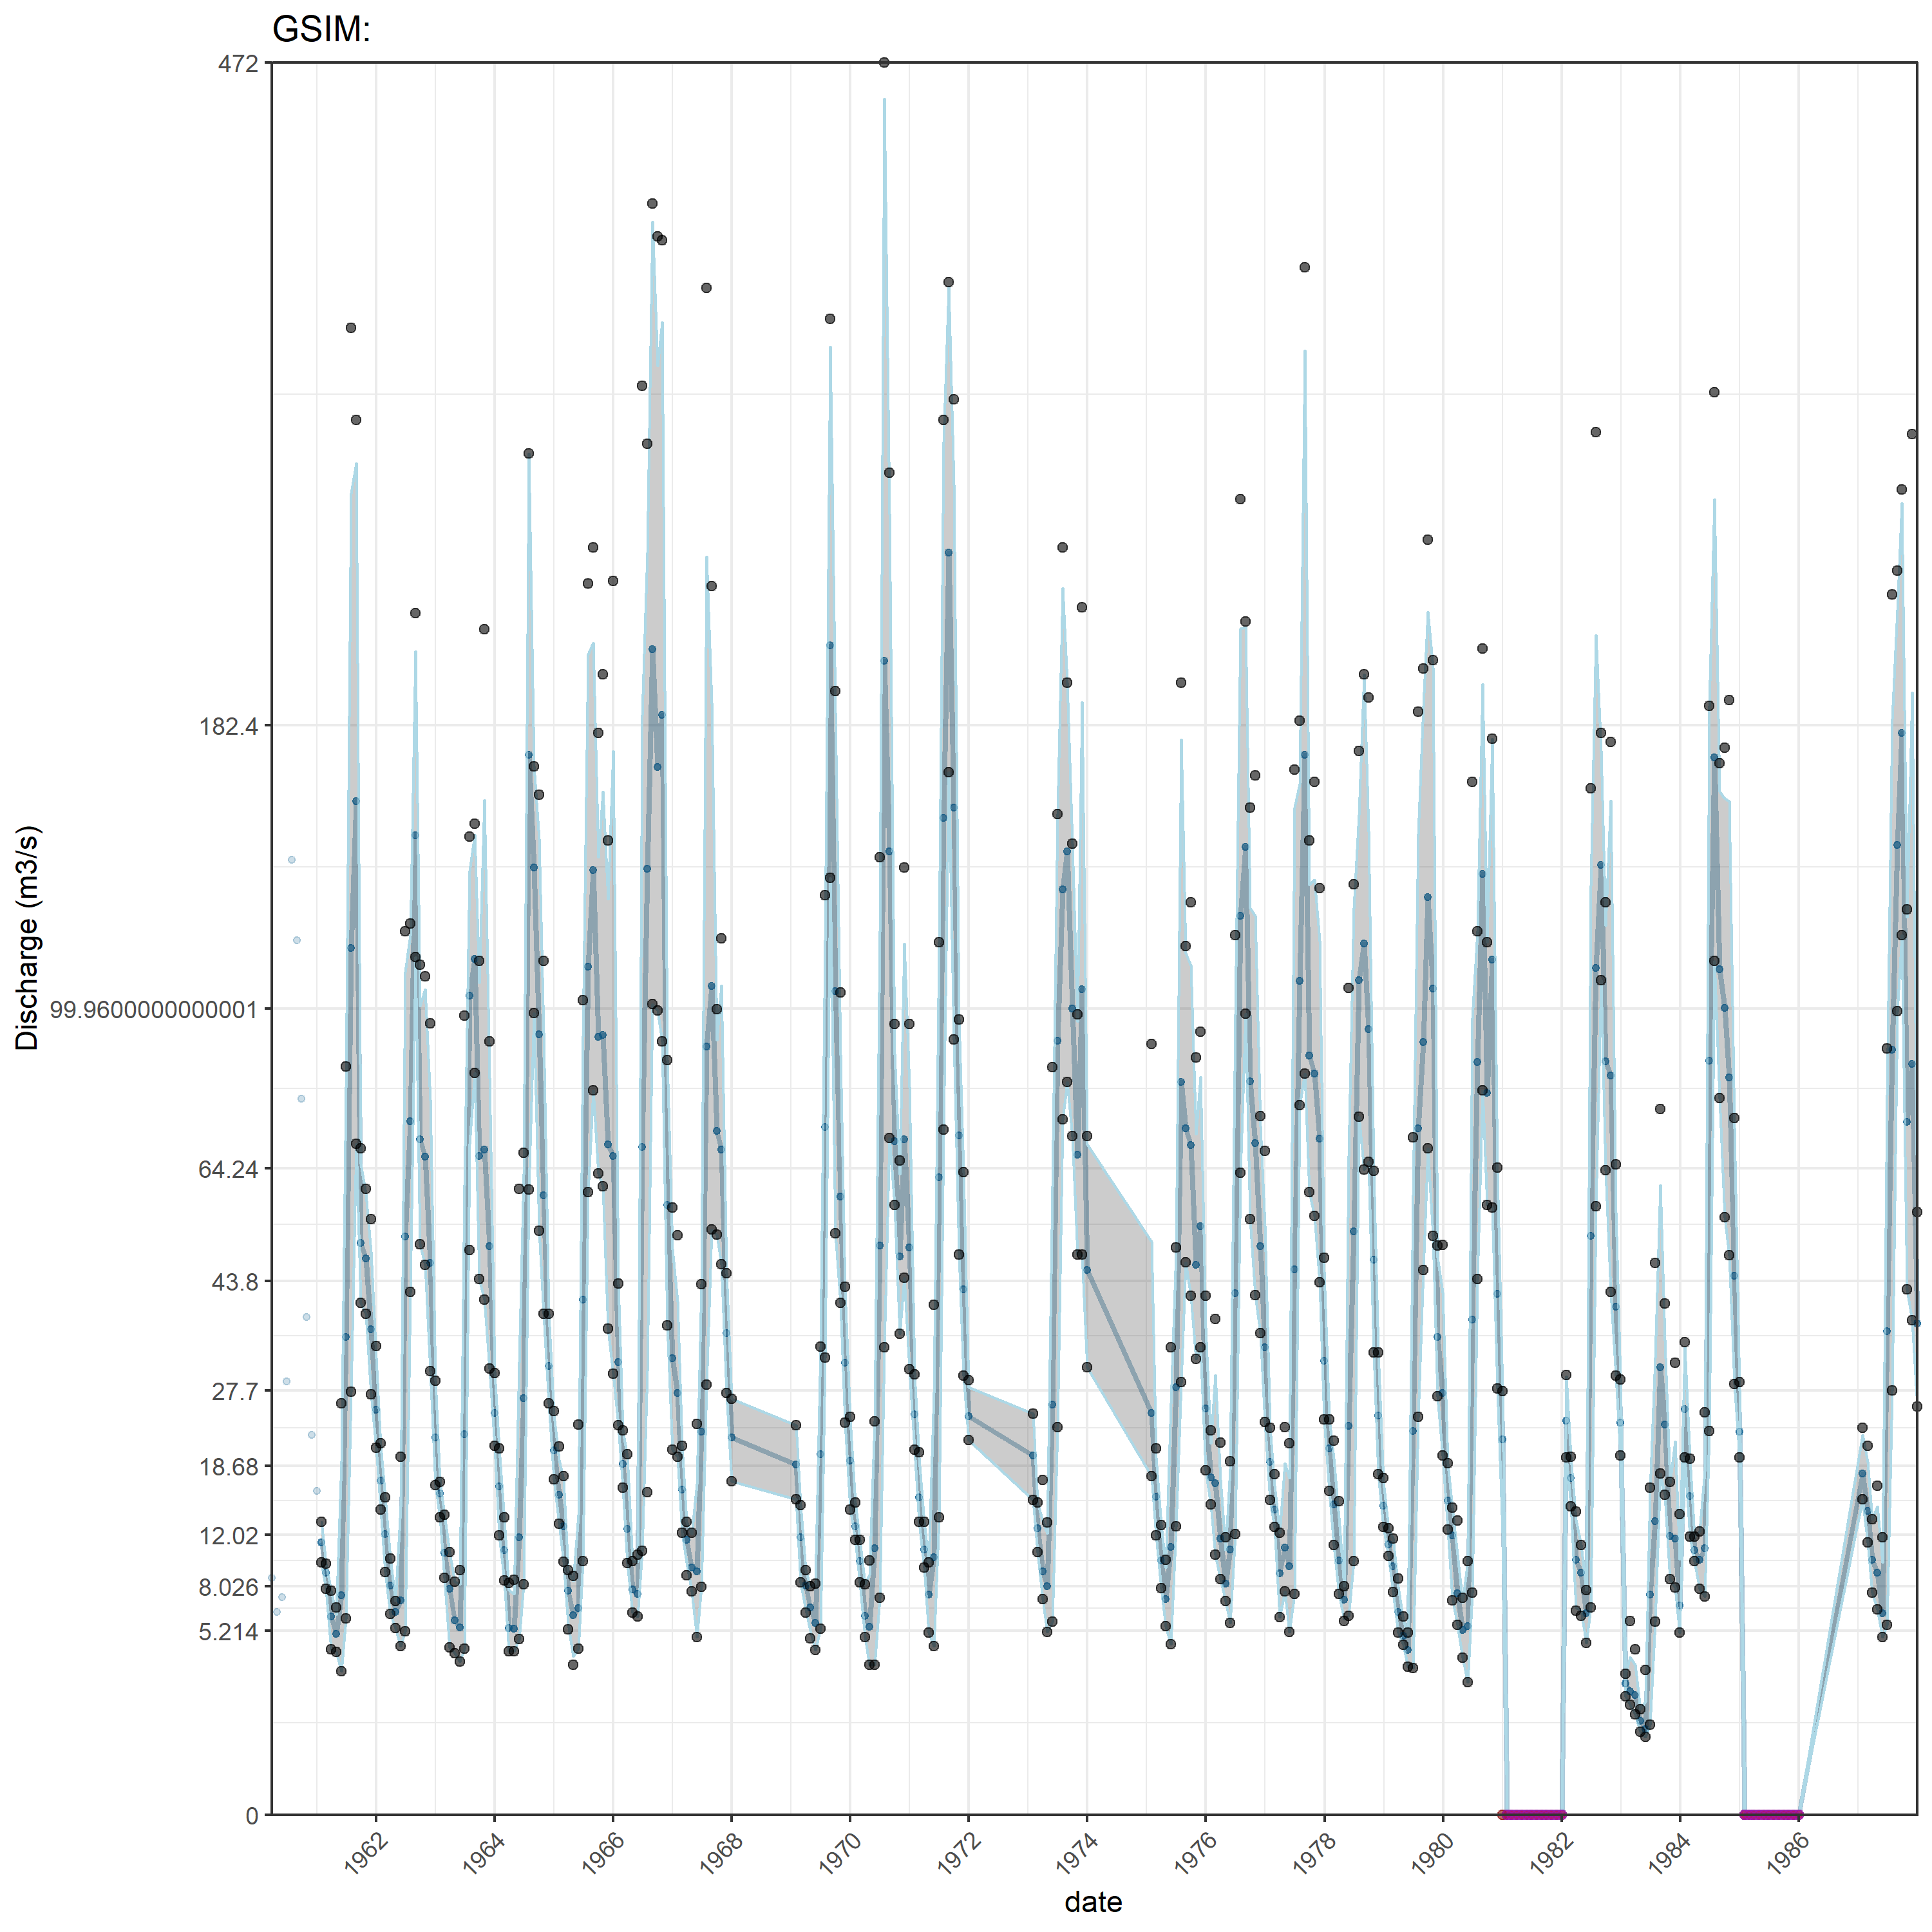 GSIM:
472
182.4
99.9600000000001
64.24
43.8
27.7
18.68
12.02
8.026
5.214
0
Discharge (m3/s)
1962 1964 1966 1968 1970 1972 1974 1976 1978 1980 1982 1984 1986
date